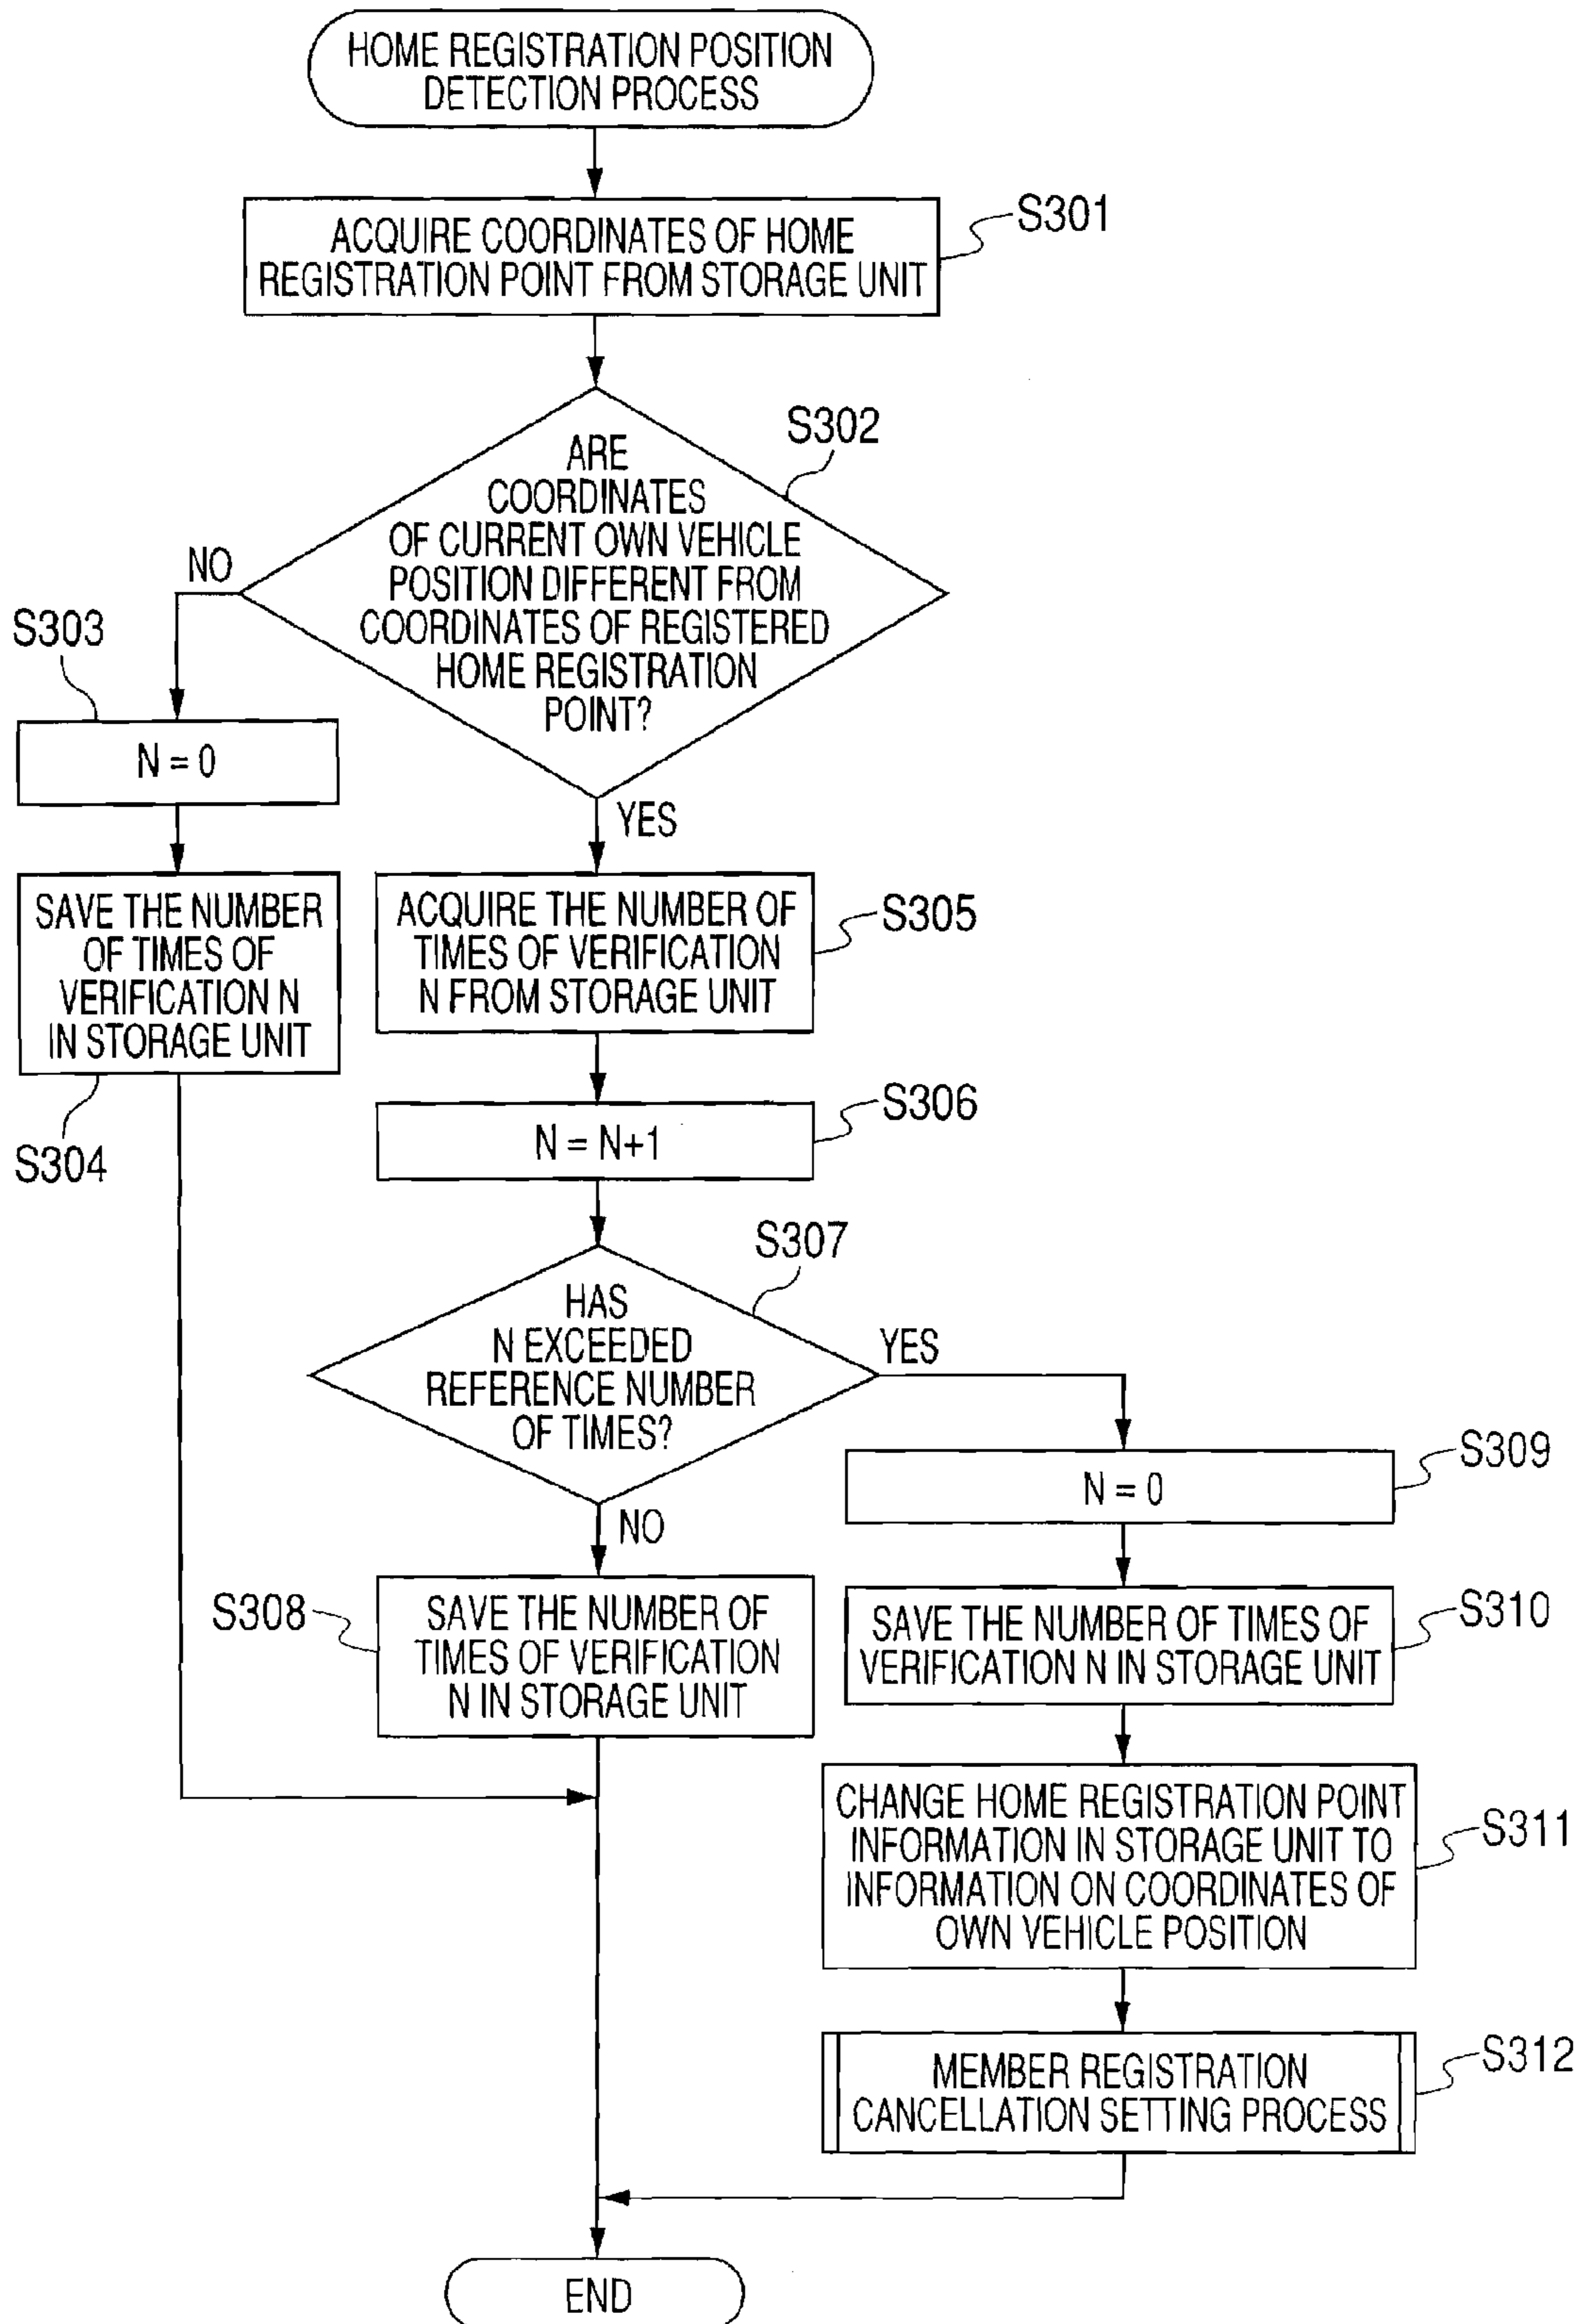 HOME REGISTRATION POSITION
DETECTION PROCESS
S301
ACQUIRE COORDINATES OF HOME
REGISTRATION POINT FROM STORAGE UNIT
S302
ARE
COORDINATES
OF CURRENT OWN VEHICLE
POSITION DIFFERENT FROM
COORDINATES OF REGISTERED
HOME REGISTRATION
POINT?
NO
YES
S303
N = 0
SAVE THE NUMBER
OF TIMES OF
VERIFICATION N
IN STORAGE UNIT
S304
ACQUIRE THE NUMBER OF
TIMES OF VERIFICATION
N FROM STORAGE UNIT
S305
N = N+1
S306
S307
HAS
N EXCEEDED
REFERENCE NUMBER
OF TIMES?
YES
NO
S308
SAVE THE NUMBER OF
TIMES OF VERIFICATION
N IN STORAGE UNIT
S309
N = 0
S310
SAVE THE NUMBER OF TIMES OF
VERIFICATION N IN STORAGE UNIT
CHANGE HOME REGISTRATION POINT
INFORMATION IN STORAGE UNIT TO
INFORMATION ON COORDINATES OF
OWN VEHICLE POSITION
S311
MEMBER REGISTRATION
CANCELLATION SETTING PROCESS
S312
END